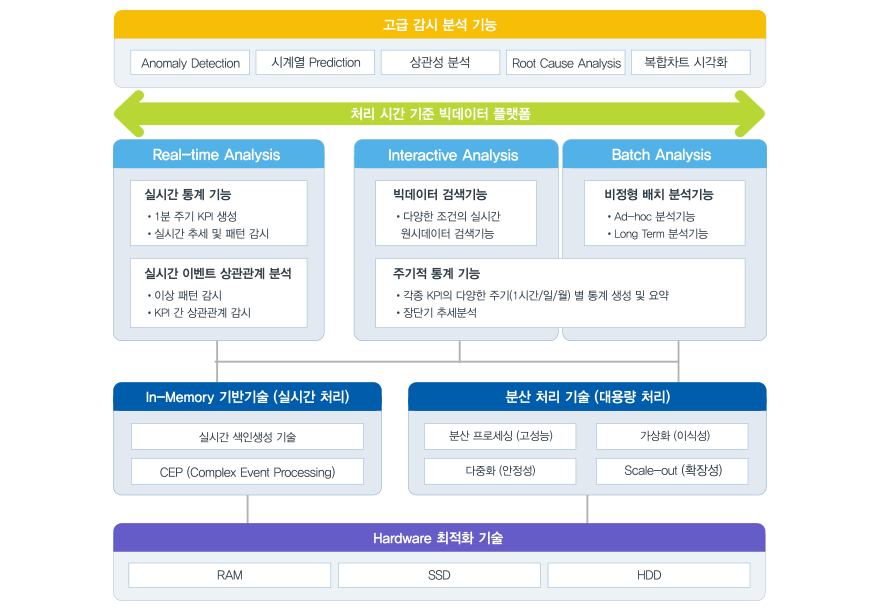 고급 감시 분석 기능
Anomaly Detection
시계열 Prediction
상관성 분석
Root Cause Analysis
복합차트 시각화
처리 시간 기준 빅데이터 플랫폼
Real-time Analysis
실시간 통계 기능
• 1분 주기 KPI 생성
• 실시간 추세 및 패턴 감시
실시간 이벤트 상관관계 분석
• 이상 패턴 감시
• KPI 간 상관관계 감시
Interactive Analysis
Batch Analysis
빅데이터 검색기능
• 다양한 조건의 실시간
원시데이터 검색기능
비정형 배치 분석기능
• Ad-hoc 분석기능
• Long Term 분석기능
주기적 통계 기능
• 각종 KPI의 다양한 주기(1시간/일/월) 별 통계 생성 및 요약
• 장단기 추세분석
In-Memory 기반기술 (실시간 처리)
실시간 색인생성 기술
CEP (Complex Event Processing)
분산 처리 기술 (대용량 처리)
분산 프로세싱 (고성능)
가상화 (이식성)
다중화 (안정성)
Scale-out (확장성)
Hardware 최적화 기술
RAM
SSD
HDD